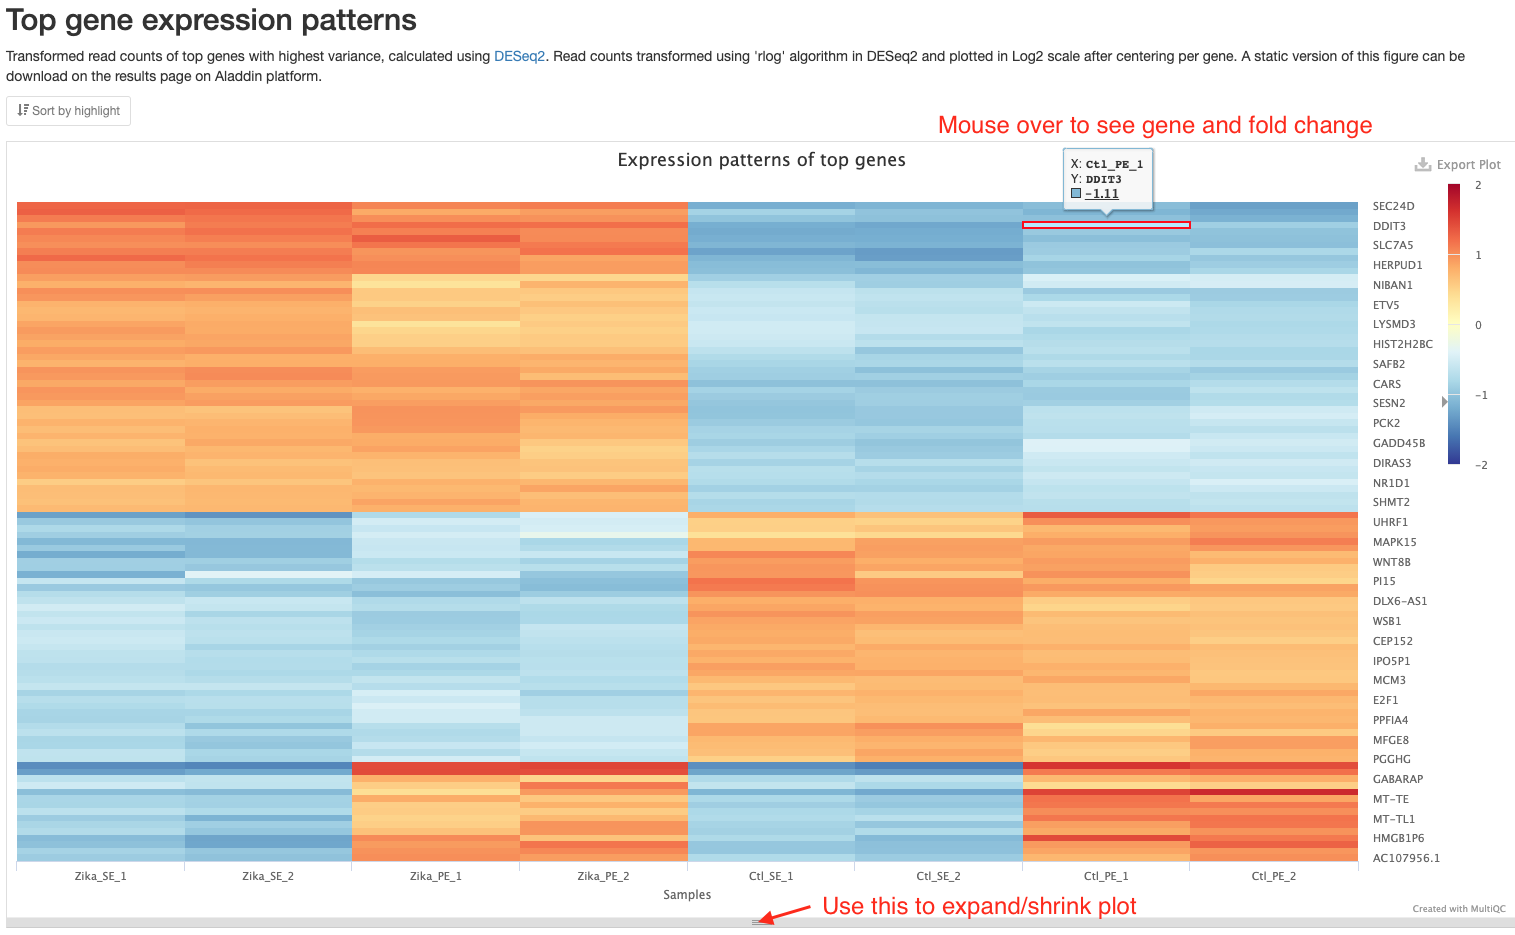 Top gene expression patterns
Transformed read counts of top genes with highest variance, calculated using DESeq2. Read counts transformed using 'rlog' algorithm in DESeq2 and plotted in Log2 scale after centering per gene. A static version of this figure can be
download on the results page on Aladdin platform.
Sort by highlight
Mouse over to see gene and fold change
Expression patterns of top genes
Export Plot
X: Ctl_PE_1
Y: DDIT3
-1.11
2
1
0
−1
−2
SEC24D
DDIT3
SLC7A5
HERPUD1
NIBAN1
ETV5
LYSMD3
HIST2H2BC
SAFB2
CARS
SESN2
PCK2
GADD45B
DIRAS3
NR1D1
SHMT2
UHRF1
MAPK15
WNT8B
PI15
DLX6-AS1
WSB1
CEP152
IPO5P1
MCM3
E2F1
PPFIA4
MFGE8
PGGHG
GABARAP
MT-TE
MT-TL1
HMGB1P6
AC107956.1
Zika_SE_1 Zika_SE_2 Zika_PE_1 Zika_PE_2 Ctl_SE_1 Ctl_SE_2 Ctl_PE_1 Ctl_PE_2
Samples
Use this to expand/shrink plot
Created with MultiQC